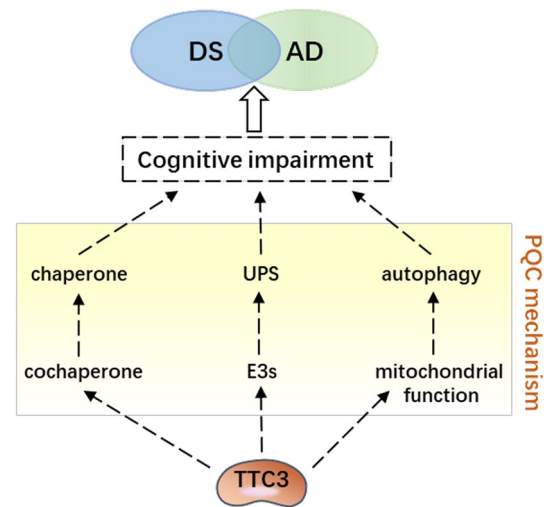 DS AD
Cognitive impairment
chaperone UPS autophagy
cochaperone E3s mitochondrial
function
TTC3
PQC mechanism